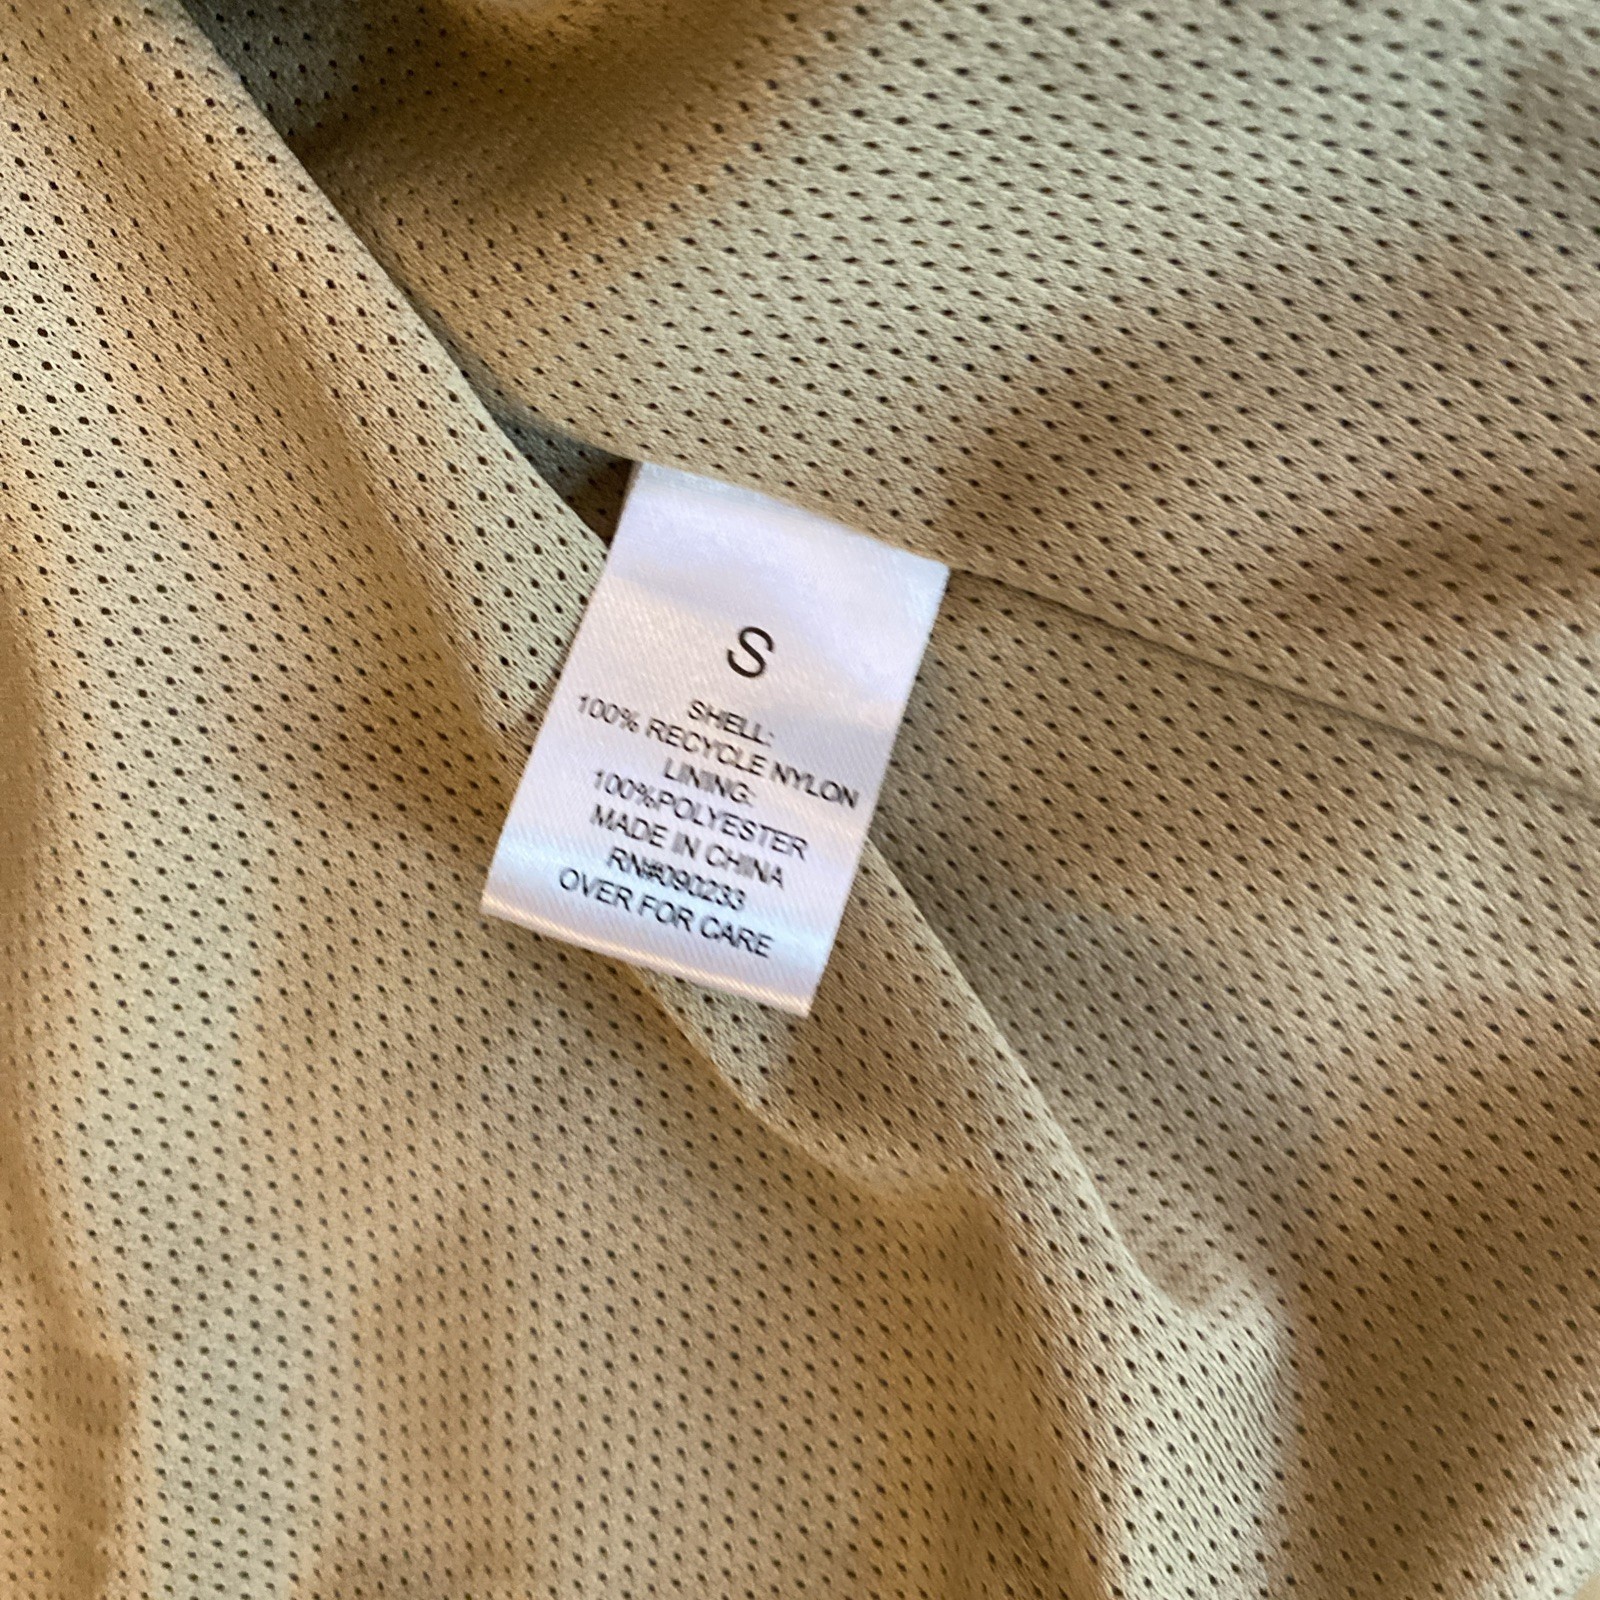 S
SHELL:
100% RECYCLE NYLON
LINING:
100%POLYESTER
MADE IN CHINA
RN#090233
OVER FOR CARE